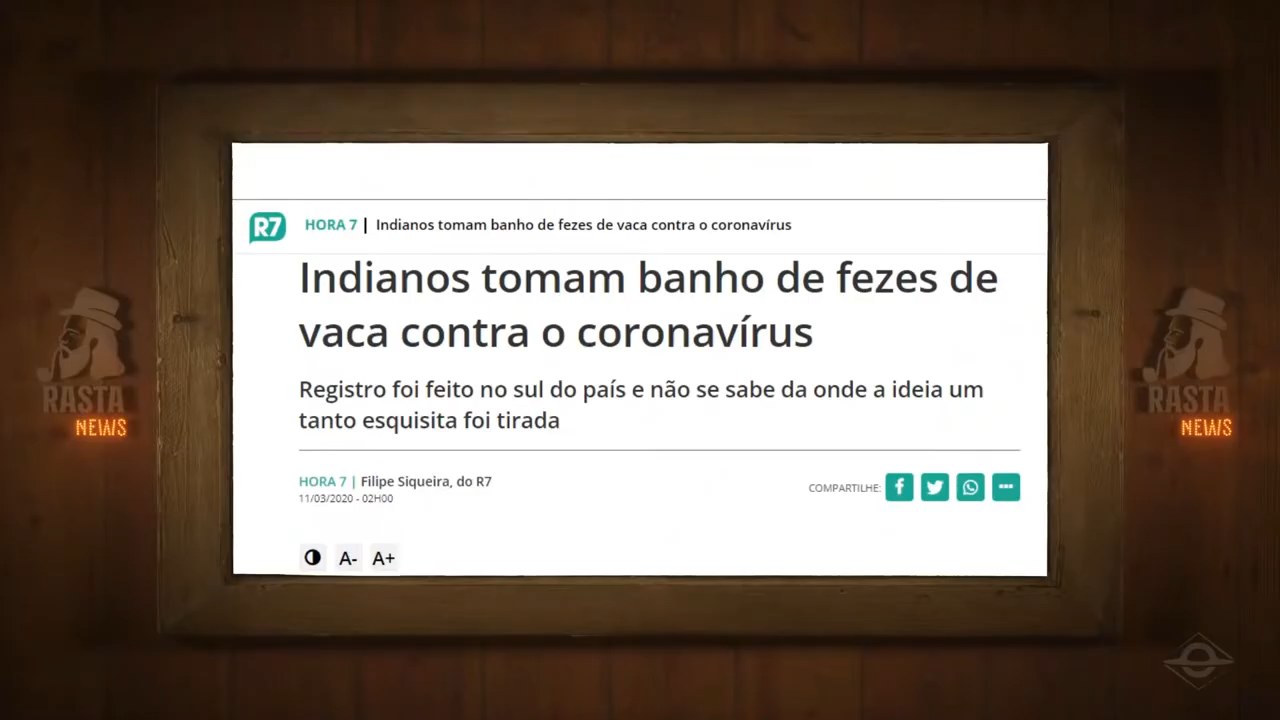 R7 HORA 7 | Indianos tomam banho de fezes de vaca contra o coronavírus
Indianos tomam banho de fezes de
vaca contra o coronavírus
Registro foi feito no sul do país e não se sabe da onde a ideia um
tanto esquisita foi tirada
HORA 7 | Filipe Siqueira, do R7
11/03/2020 - 02H00
COMPARTILHE:
A- A+
RASTA
NEWS
RASTA
NEWS